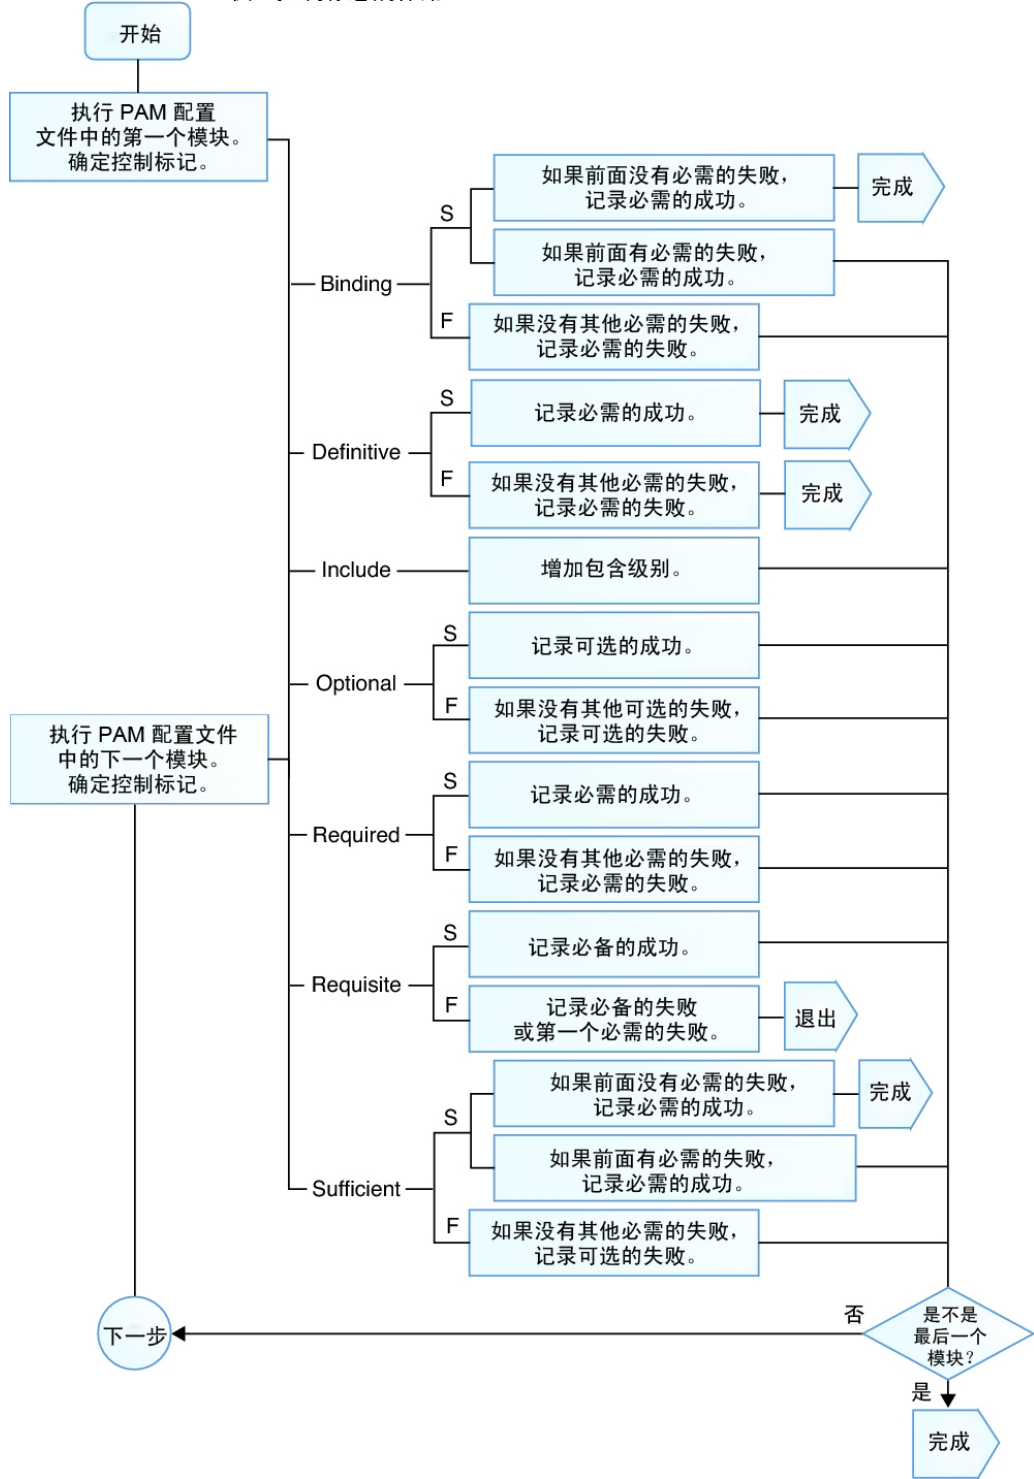 开始
执行 PAM 配置
文件中的第一个模块。
确定控制标记。
Binding
S
如果前面没有必需的失败，
记录必需的成功。
完成
如果前面有必需的失败，
记录必需的成功。
F
如果没有其他必需的失败，
记录必需的失败。
Definitive
S
记录必需的成功。
完成
F
如果没有其他必需的失败，
记录必需的失败。
完成
Include
增加包含级别。
Optional
S
记录可选的成功。
F
如果没有其他可选的失败，
记录可选的失败。
执行 PAM 配置文件
中的下一个模块。
确定控制标记。
Required
S
记录必需的成功。
F
如果没有其他必需的失败，
记录必需的失败。
Requisite
S
记录必备的成功。
F
记录必备的失败
或第一个必需的失败。
退出
Sufficient
S
如果前面没有必需的失败，
记录必需的成功。
完成
如果前面有必需的失败，
记录必需的成功。
F
如果没有其他必需的失败，
记录可选的失败。
是不是
最后一个
模块？
否
下一步
是
完成